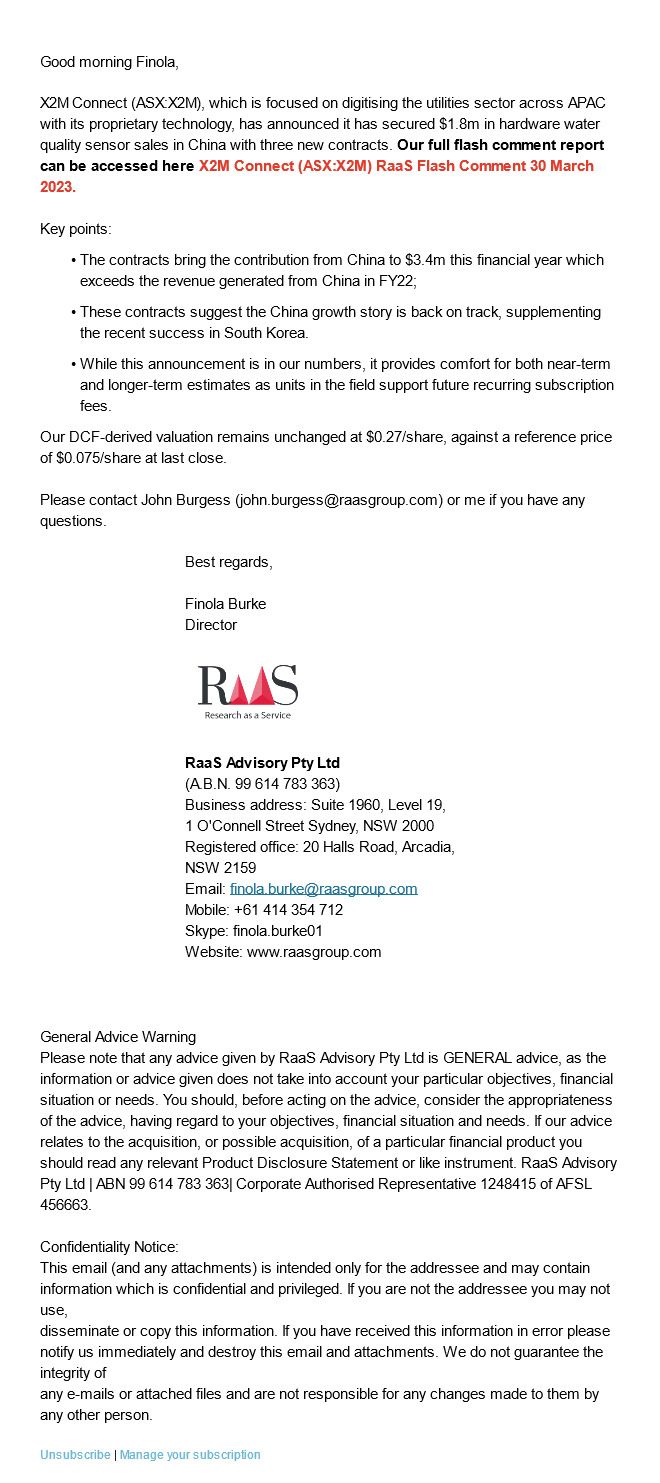 Good morning Finola,
X2M Connect (ASX:X2M), which is focused on digitising the utilities sector across APAC
with its proprietary technology, has announced it has secured $1.8m in hardware water
quality sensor sales in China with three new contracts. Our full flash comment report
can be accessed here X2M Connect (ASX:X2M) RaaS Flash Comment 30 March
2023.
Key points:
• The contracts bring the contribution from China to $3.4m this financial year which
exceeds the revenue generated from China in FY22;
• These contracts suggest the China growth story is back on track, supplementing
the recent success in South Korea.
• While this announcement is in our numbers, it provides comfort for both near-term
and longer-term estimates as units in the field support future recurring subscription
fees.
Our DCF-derived valuation remains unchanged at $0.27/share, against a reference price
of $0.075/share at last close.
Please contact John Burgess (john.burgess@raasgroup.com) or me if you have any
questions.
Best regards,
Finola Burke
Director
RaaS
Research as a Service
RaaS Advisory Pty Ltd
(A.B.N. 99 614 783 363)
Business address: Suite 1960, Level 19,
1 O'Connell Street Sydney, NSW 2000
Registered office: 20 Halls Road, Arcadia,
NSW 2159
Email: finola.burke@raasgroup.com
Mobile: +61 414 354 712
Skype: finola.burke01
Website: www.raasgroup.com
General Advice Warning
Please note that any advice given by RaaS Advisory Pty Ltd is GENERAL advice, as the
information or advice given does not take into account your particular objectives, financial
situation or needs. You should, before acting on the advice, consider the appropriateness
of the advice, having regard to your objectives, financial situation and needs. If our advice
relates to the acquisition, or possible acquisition, of a particular financial product you
should read any relevant Product Disclosure Statement or like instrument. RaaS Advisory
Pty Ltd | ABN 99 614 783 363| Corporate Authorised Representative 1248415 of AFSL
456663.
Confidentiality Notice:
This email (and any attachments) is intended only for the addressee and may contain
information which is confidential and privileged. If you are not the addressee you may not
use,
disseminate or copy this information. If you have received this information in error please
notify us immediately and destroy this email and attachments. We do not guarantee the
integrity of
any e-mails or attached files and are not responsible for any changes made to them by
any other person.
Unsubscribe | Manage your subscription